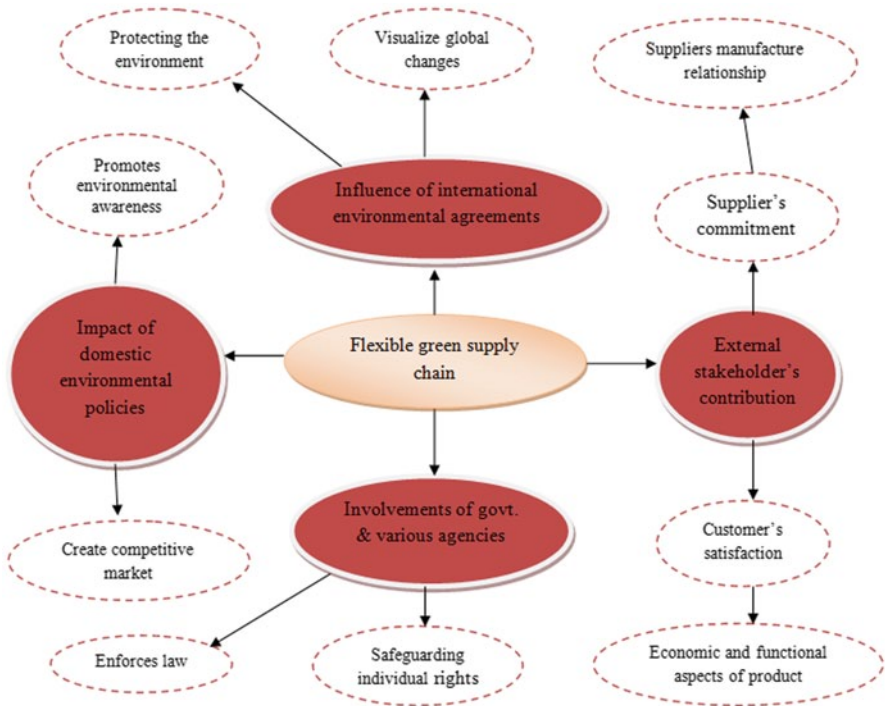 Protecting the
environment
Visualize global
changes
Suppliers manufacture
relationship
Promotes
environmental
awareness
Influence of international
environmental agreements
Supplier’s
commitment
Impact of
domestic
environmental
policies
Flexible green supply
chain
External
stakeholder’s
contribution
Involvements of govt.
& various agencies
Create competitive
market
Customer’s
satisfaction
Enforces law
Safeguarding
individual rights
Economic and functional
aspects of product